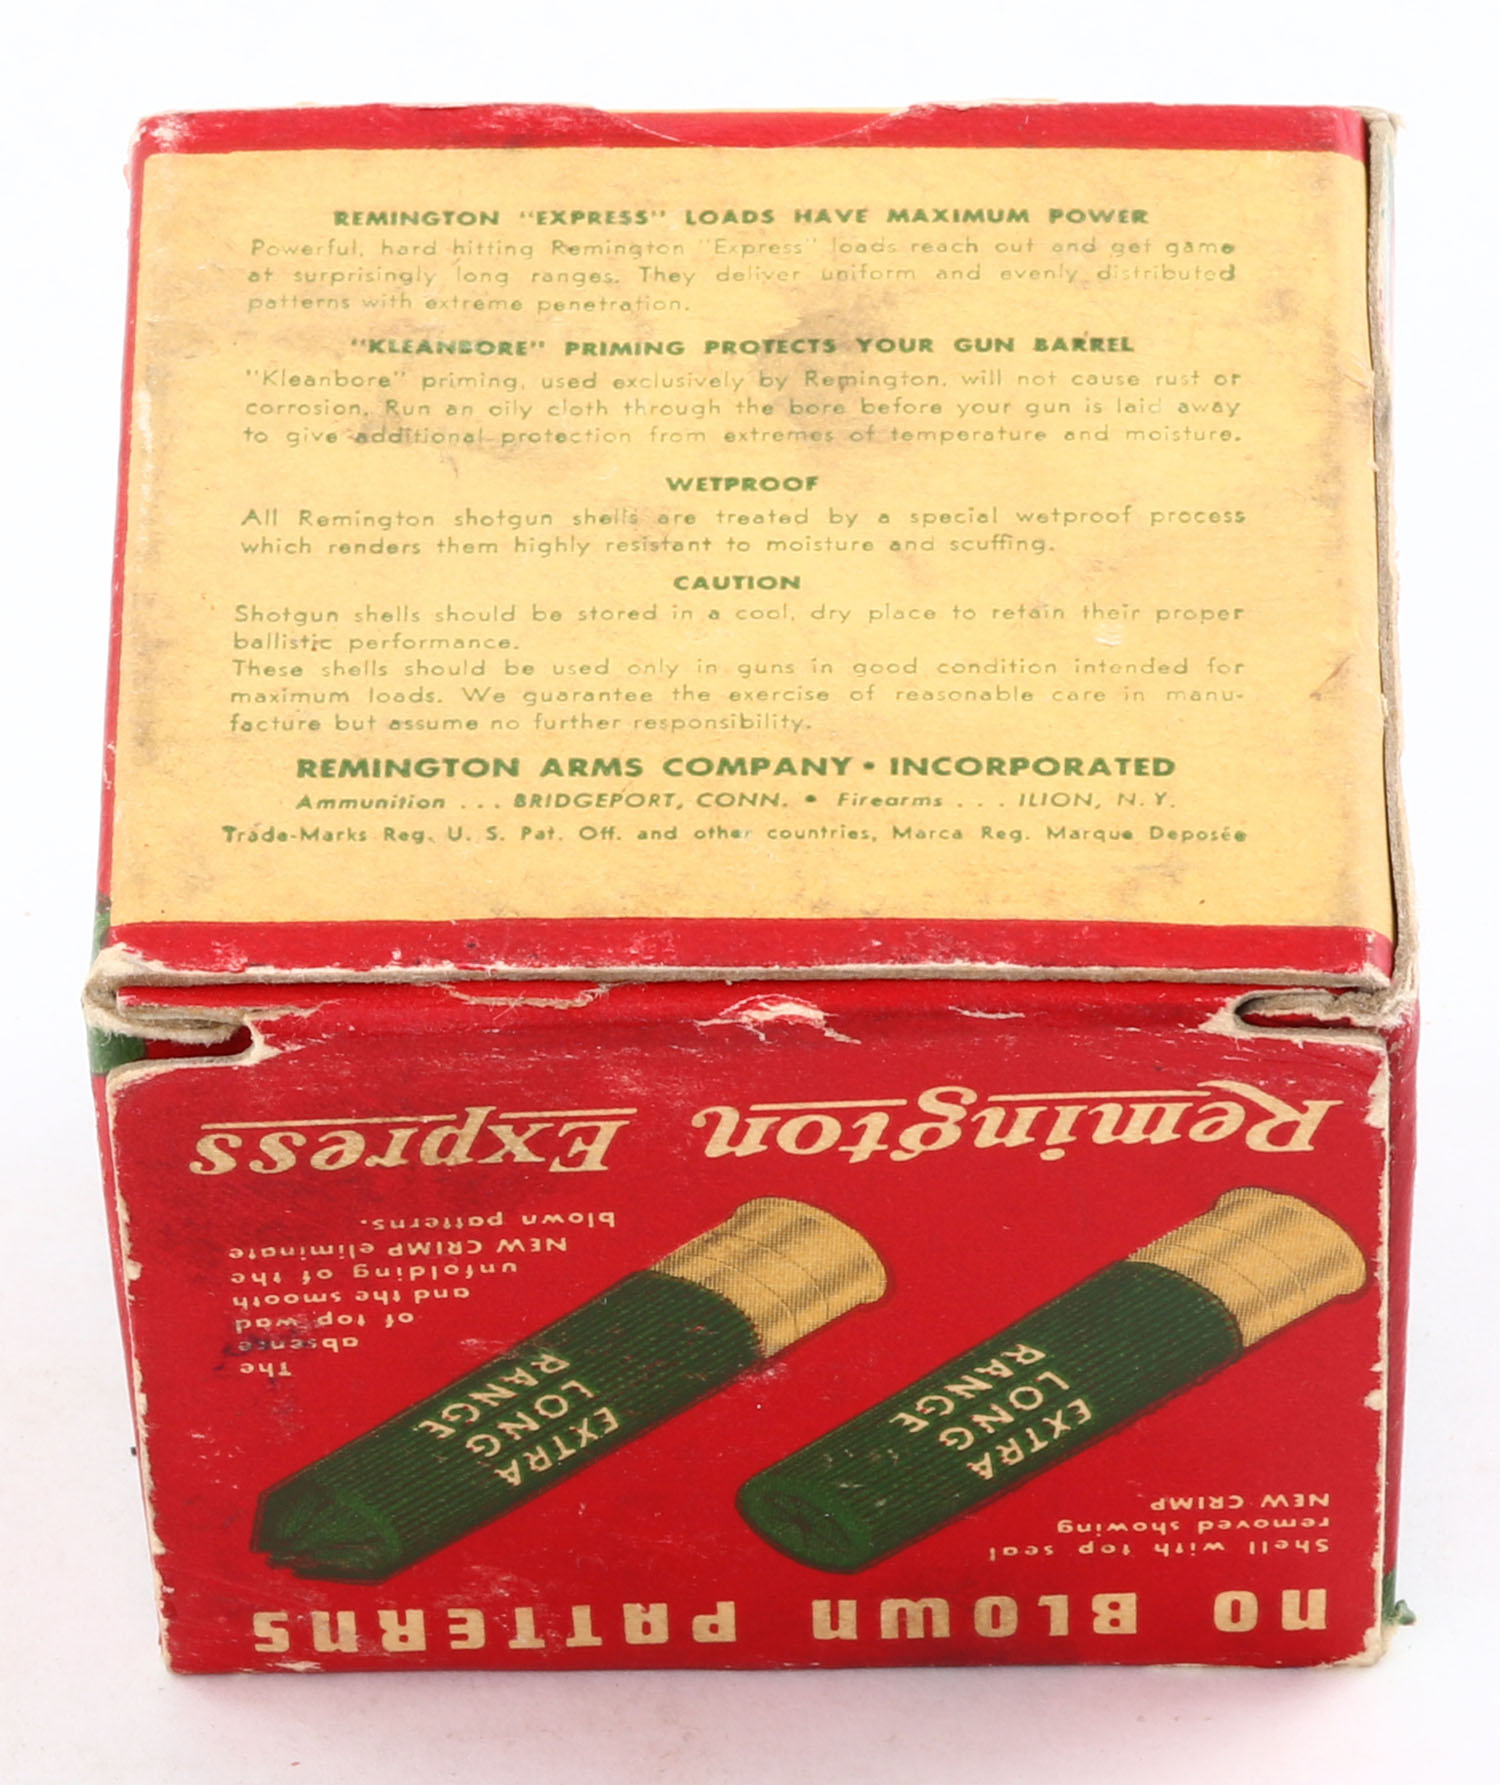 REMINGTON "EXPRESS" LOADS HAVE MAXIMUM POWER
Powerful, hard hitting Remington "Express" loads reach out and get game
at surprisingly long ranges. They deliver uniform and evenly distributed
patterns with extreme penetration.
"KLEANBORE" PRIMING PROTECTS YOUR GUN BARREL
"Kleanbore" priming, used exclusively by Remington, will not cause rust or
corrosion. Run an oily cloth through the bore before your gun is laid away
to give additional protection from extremes of temperature and moisture.
WETPROOF
All Remington shotgun shells are treated by a special wetproof process
which renders them highly resistant to moisture and scuffing.
CAUTION
Shotgun shells should be stored in a cool, dry place to retain their proper
ballistic performance.
These shells should be used only in guns in good condition intended for
maximum loads. We guarantee the exercise of reasonable care in manu-
facture but assume no further responsibility.
REMINGTON ARMS COMPANY • INCORPORATED
Ammunition ... BRIDGEPORT, CONN. • Firearms ... ILION, N. Y.
Trade-Marks Reg. U. S. Pat. Off. and other countries, Marca Reg. Marque Deposée
NO BLOWN PATTERNS
Shell with top seal
removed showing
NEW CRIMP
EXTRA
LONG
RANGE
EXTRA
LONG
RANGE
The
absence
of top wad
and the smooth
unfolding of the
NEW CRIMP eliminate
blown patterns.
Remington Express